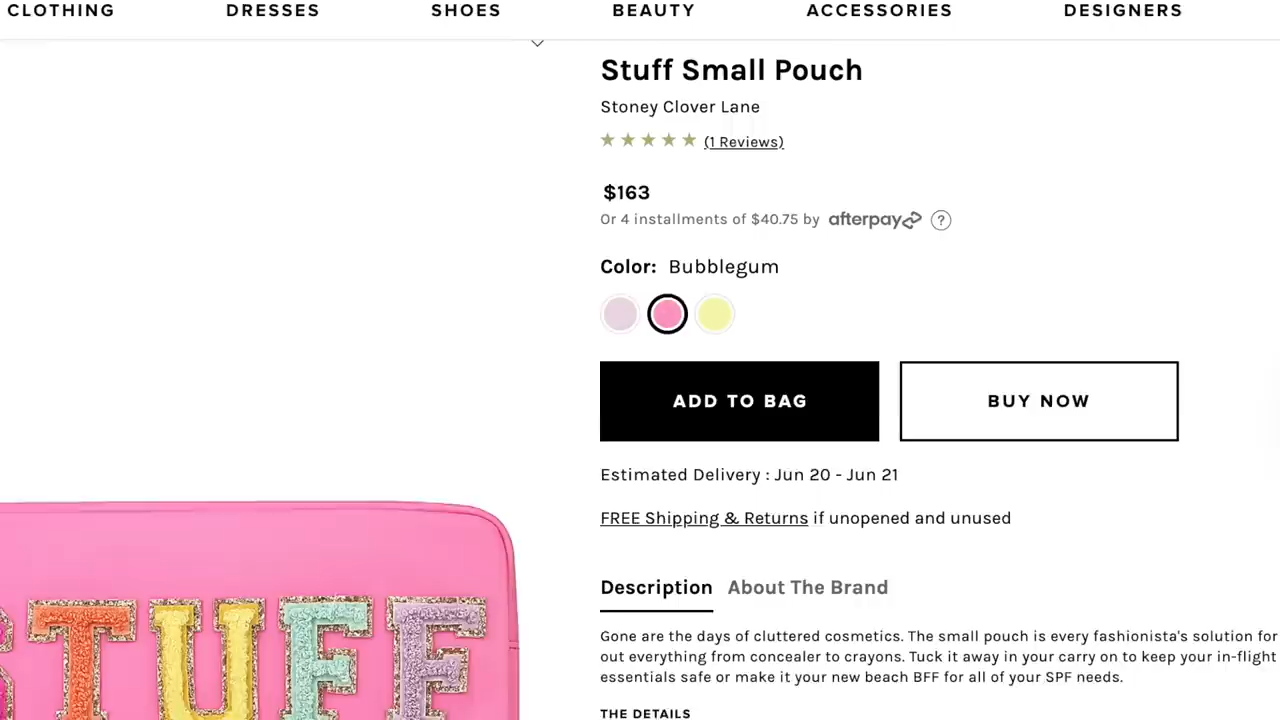 CLOTHING DRESSES SHOES BEAUTY ACCESSORIES DESIGNERS
Stuff Small Pouch
Stoney Clover Lane
(1 Reviews)
$163
Or 4 installments of $40.75 by afterpay ?
Color: Bubblegum
ADD TO BAG BUY NOW
Estimated Delivery : Jun 20 - Jun 21
FREE Shipping & Returns if unopened and unused
Description About The Brand
Gone are the days of cluttered cosmetics. The small pouch is every fashionista's solution for
out everything from concealer to crayons. Tuck it away in your carry on to keep your in-flight
essentials safe or make it your new beach BFF for all of your SPF needs.
THE DETAILS
STUFF